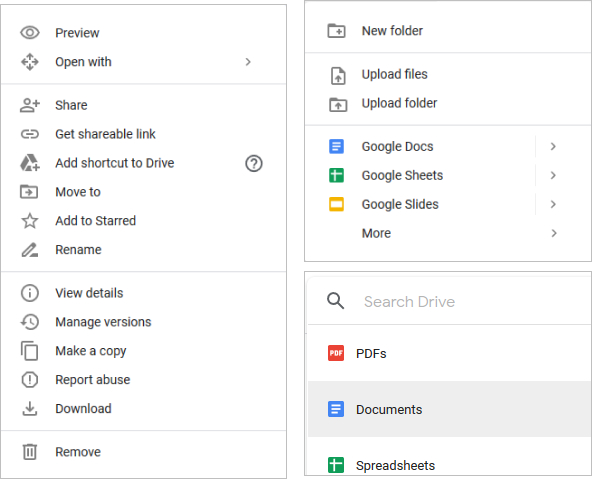 Preview
Open with
Share
Get shareable link
Add shortcut to Drive
Move to
Add to Starred
Rename
View details
Manage versions
Make a copy
Report abuse
Download
Remove
New folder
Upload files
Upload folder
Google Docs
Google Sheets
Google Slides
More
Search Drive
PDF PDFs
Documents
Spreadsheets